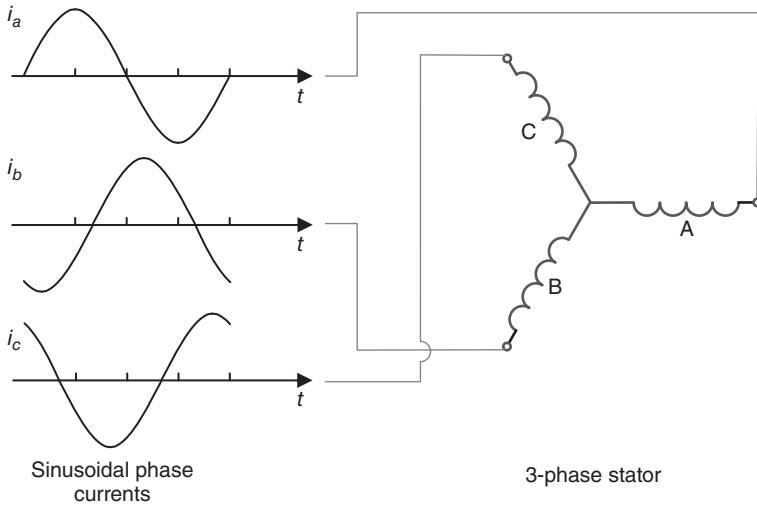 i_a
t
i_b
t
i_c
t
C
A
B
Sinusoidal phase
currents
3-phase stator